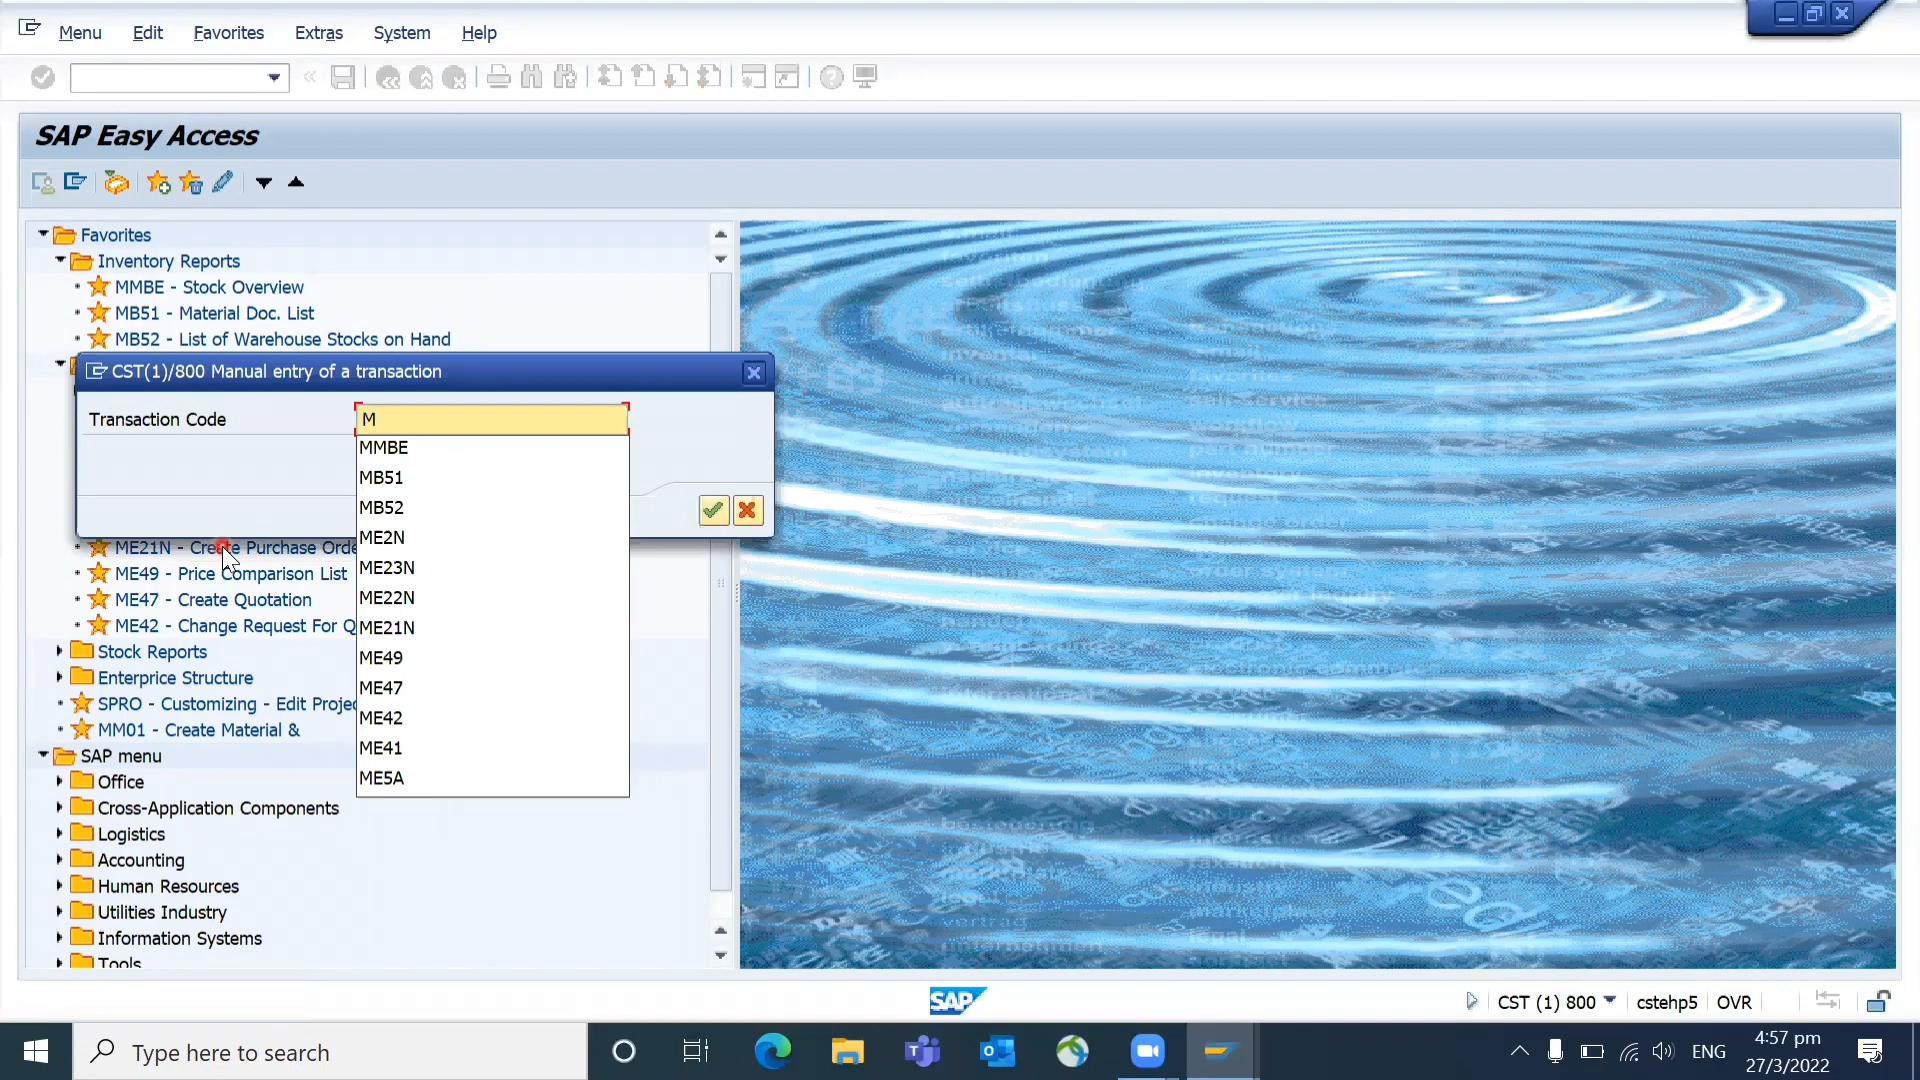 Menu Edit Favorites Extras System Help
SAP Easy Access
Favorites
Inventory Reports
MMBE - Stock Overview
MB51 - Material Doc. List
MB52 - List of Warehouse Stocks on Hand
CST(1)/800 Manual entry of a transaction
Transaction Code M
MMBE
MB51
MB52
ME2N
ME23N
ME22N
ME21N
ME49
ME47
ME42
ME41
ME5A
ME21N - Create Purchase Orde
ME49 - Price Comparison List
ME47 - Create Quotation
ME42 - Change Request For Q
Stock Reports
Enterprice Structure
SPRO - Customizing - Edit Projec
MM01 - Create Material &
SAP menu
Office
Cross-Application Components
Logistics
Accounting
Human Resources
Utilities Industry
Information Systems
Tools
SAP
CST (1) 800 cstehp5 OVR
Type here to search
ENG
4:57 pm
27/3/2022